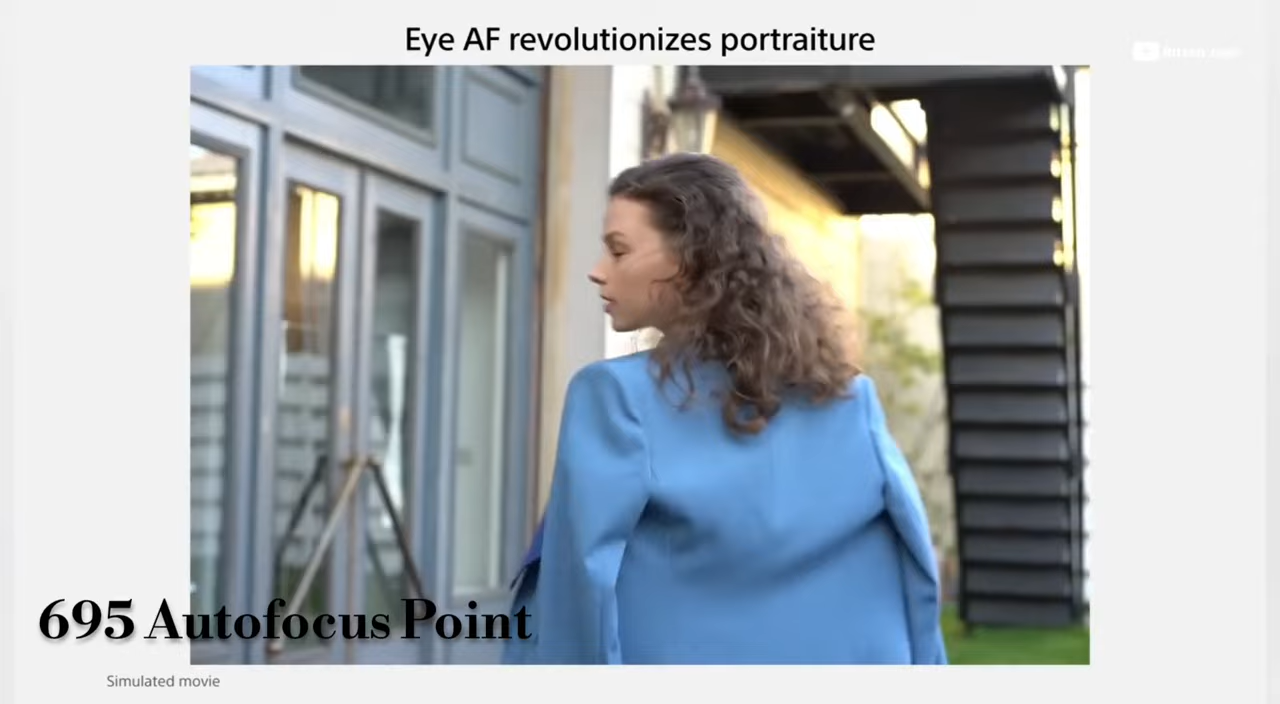 Eye AF revolutionizes portraiture
695 Autofocus Point
Simulated movie